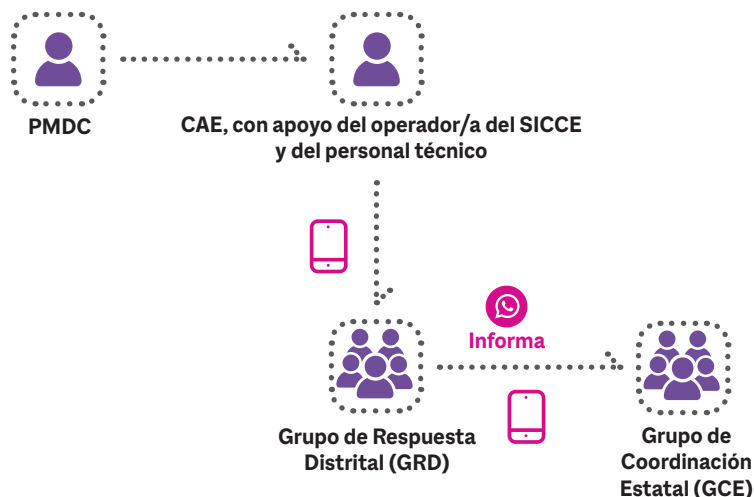 PMDC
CAE, con apoyo del operador/a del SICCE
y del personal técnico
Informa
Grupo de Respuesta
Distrital (GRD)
Grupo de
Coordinación
Estatal (GCE)